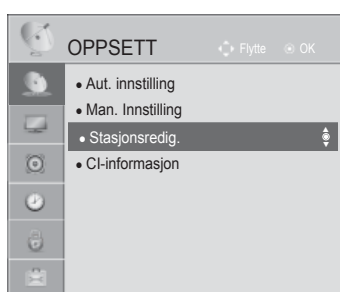 OPPSETT
Flytte OK
• Aut. innstilling
• Man. Innstilling
• Stasjonsredig.
• CI-informasjon